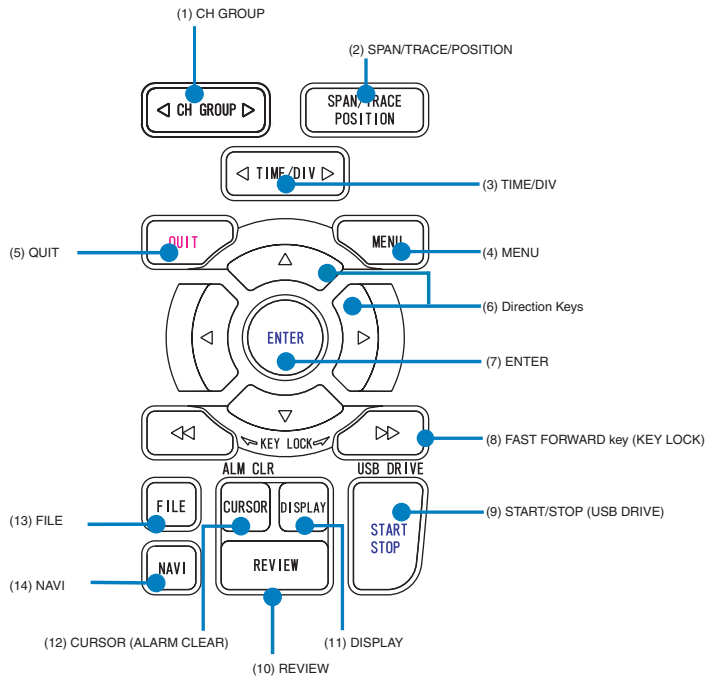 (1) CH GROUP
(2) SPAN/TRACE/POSITION
CH GROUP
SPAN/TRACE
POSITION
TIME/DIV
(3) TIME/DIV
QUIT
MENU
(5) QUIT
(4) MENU
(6) Direction Keys
ENTER
(7) ENTER
KEY LOCK
(8) FAST FORWARD key (KEY LOCK)
ALM CLR
USB DRIVE
FILE
CURSOR
DISPLAY
START
STOP
(9) START/STOP (USB DRIVE)
(13) FILE
NAVI
REVIEW
(14) NAVI
(12) CURSOR (ALARM CLEAR)
(11) DISPLAY
(10) REVIEW